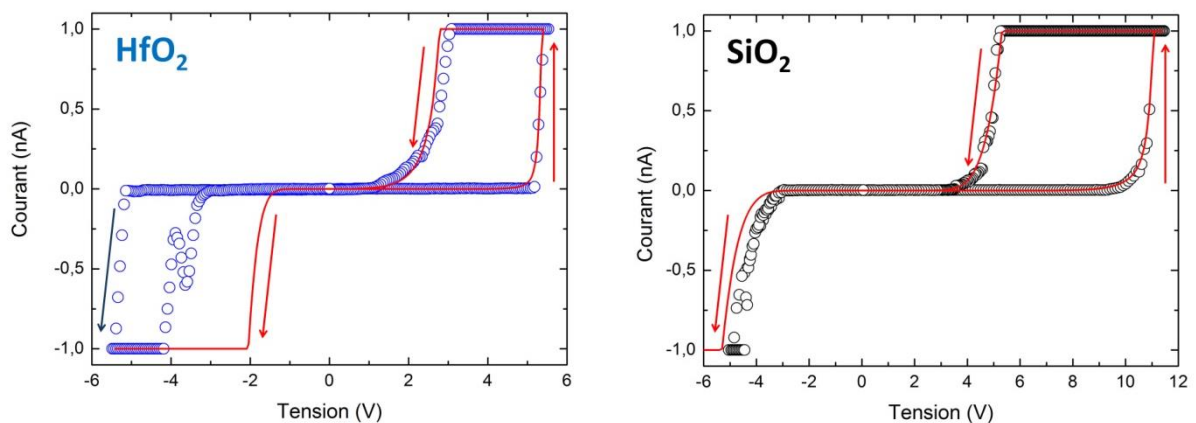 HfO₂
1,0
0,5
0,0
-0,5
-1,0
Courant (nA)
-6 -4 -2 0 2 4 6
Tension (V)
SiO₂
1,0
0,5
0,0
-0,5
-1,0
Courant (nA)
-6 -4 -2 0 2 4 6 8 10 12
Tension (V)